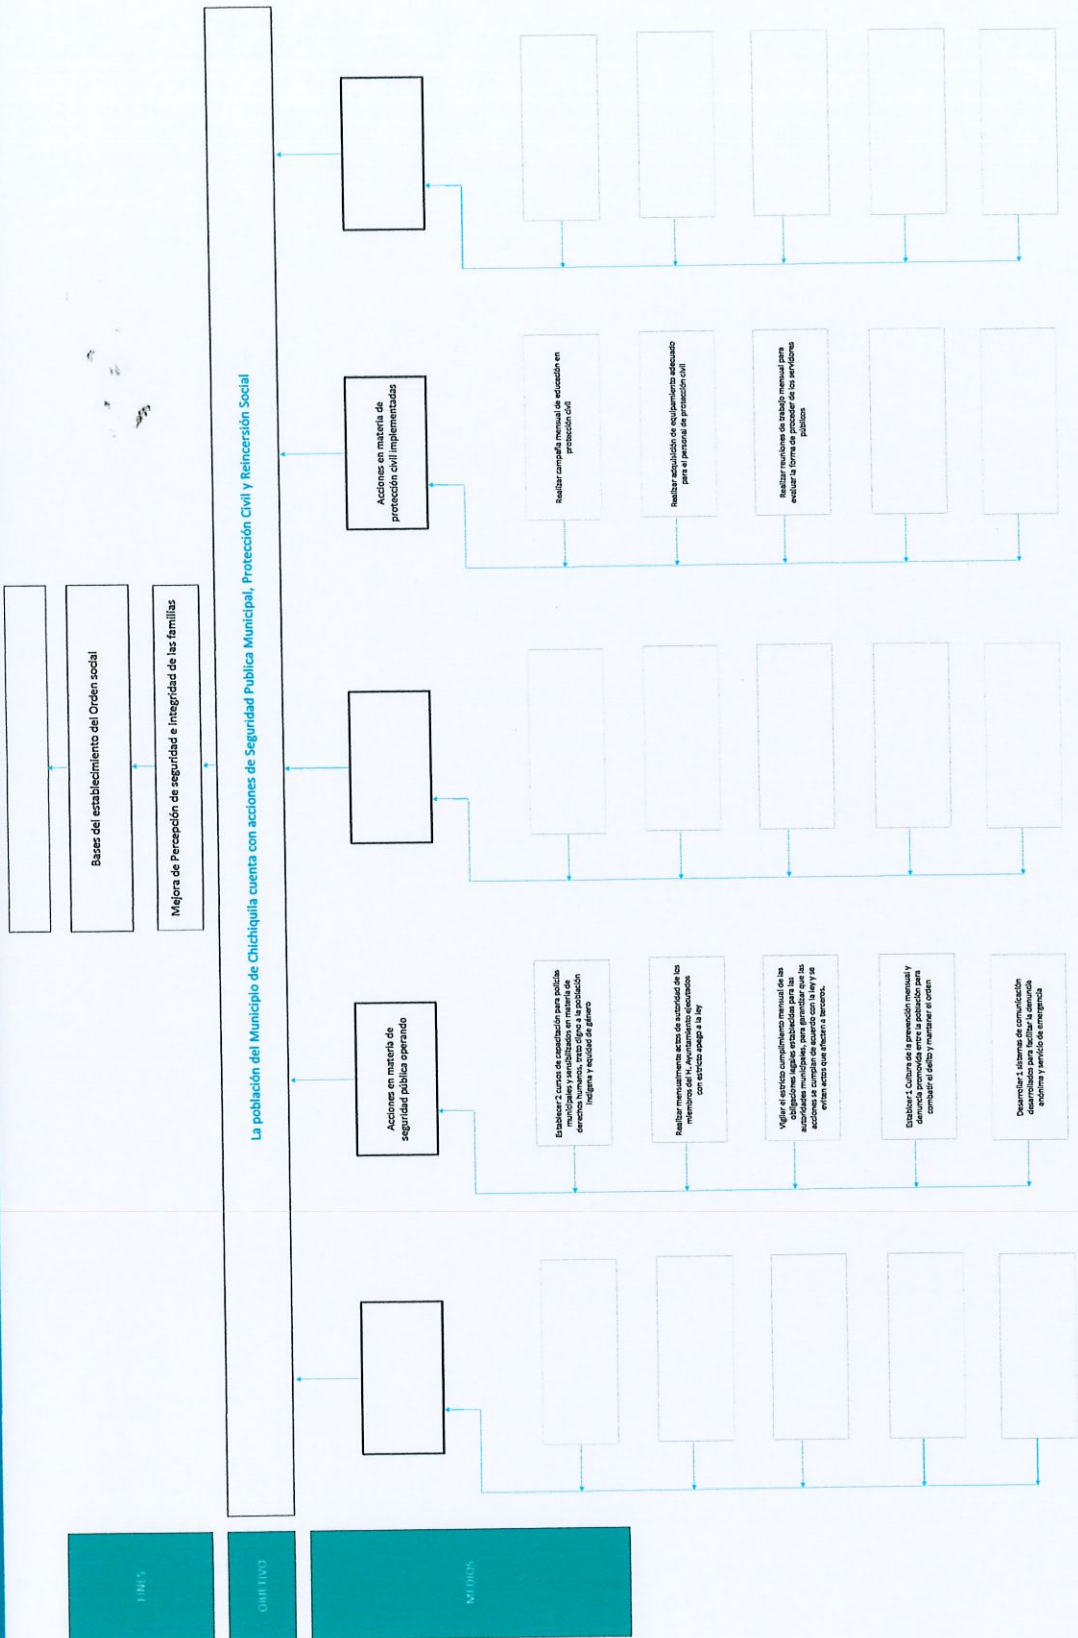 FINES
Bases del establecimiento del Orden social
Mejora de Percepción de seguridad e integridad de las familias
OBJETIVO
La población del Municipio de Chichiquila cuenta con acciones de Seguridad Publica Municipal, Protección Civil y Reincersión Social
MEDIOS
Acciones en materia de
seguridad pública operando
Establecer 2 cursos de capacitación para policías
municipales y sensibilizados en materia de
derechos humanos, trato digno a la población
indígena y equidad de género
Realizar mensualmente actos de autoridad de los
miembros del H. Ayuntamiento ejecutados
con estricto apego a la ley
Vigilar el estricto cumplimiento mensual de las
obligaciones legales establecidas para las
autoridades municipales, para garantizar que las
acciones se cumplan de acuerdo con la ley y se
eviten actos que afecten a terceros.
Establecer 1 Cultura de la prevención mensual y
denuncia promovida entre la población para
combatir el delito y mantener el orden
Desarrollar 1 sistemas de comunicación
desarrollados para facilitar la denuncia
anónima y servicio de emergencia
Acciones en materia de
protección civil implementadas
Realizar campaña mensual de educación en
protección civil
Realizar adquisición de equipamiento adecuado
para el personal de protección civil
Realizar reuniones de trabajo mensual para
evaluar la forma de proceder de los servidores
públicos